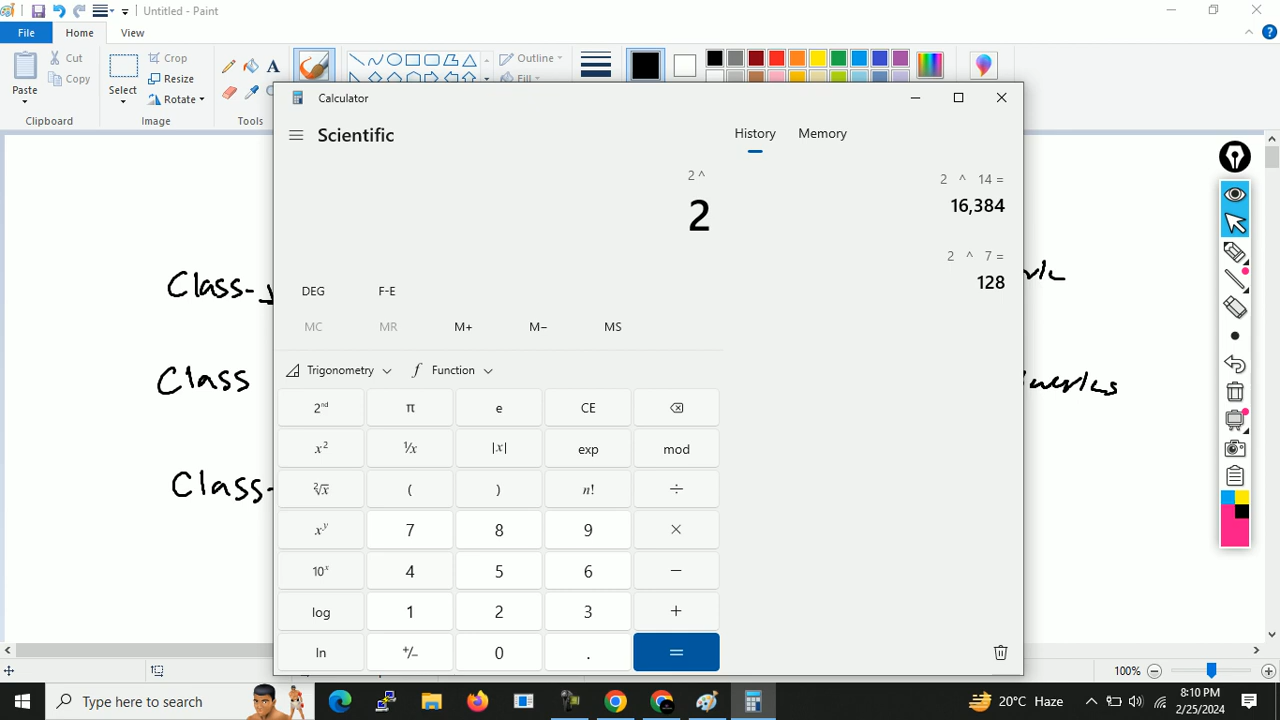 Untitled - Paint
File Home View
Paste
Cut
Copy
Clipboard
Select
Crop
Resize
Rotate
Image
A
Tools
Outline
Fill
Calculator
Scientific
History Memory
2 ^
2
2 ^ 14 =
16,384
2 ^ 7 =
128
DEG F-E
MC MR M+ M− MS
Trigonometry f Function
2ⁿᵈ π e CE
x² ¹⁄x |x| exp mod
²√x ( ) n! ÷
xʸ 7 8 9 ×
10ˣ 4 5 6 −
log 1 2 3 +
ln +/− 0 . =
Class-
Class
Class-
100%
Type here to search
20°C Haze
8:10 PM
2/25/2024